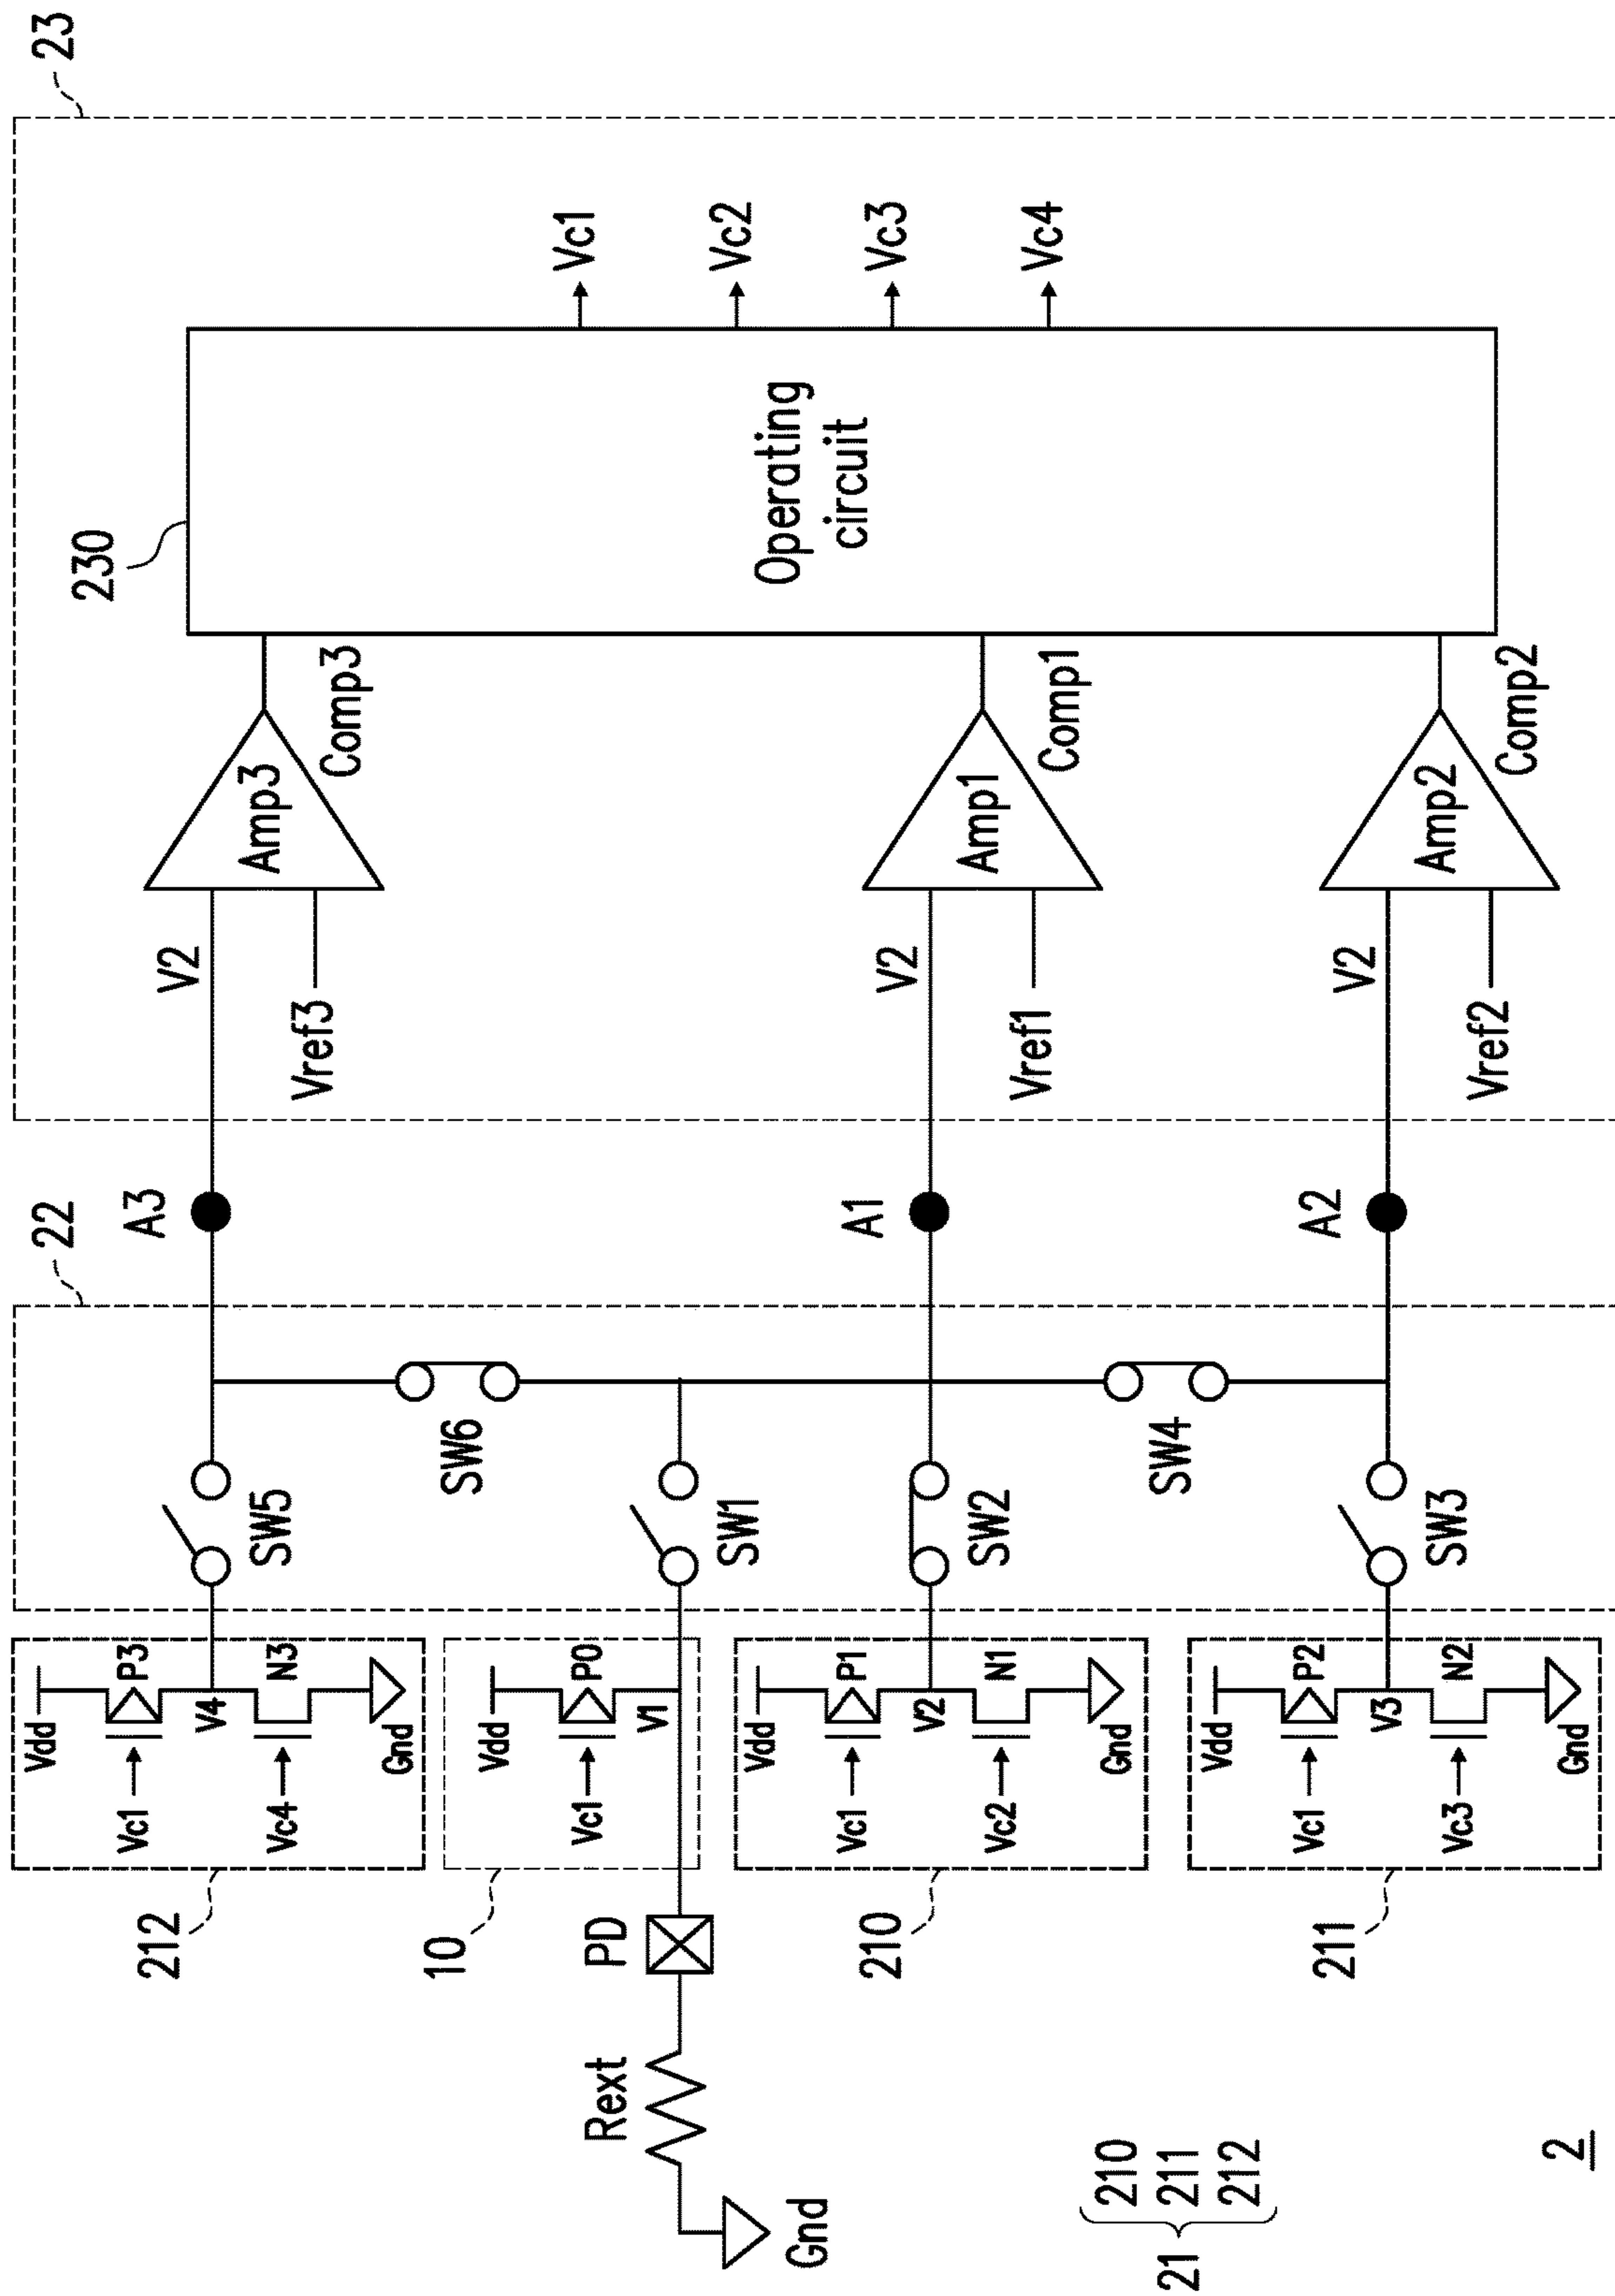 23
22
230
212
Vdd
Vc1
P3
V4
Vc4
N3
Gnd
SW5
A3
V2
Vref3
Amp3
Comp3
SW6
10
Vdd
Vc1
P0
V1
Rext
PD
Gnd
SW1
Operating
circuit
Vc1
Vc2
Vc3
Vc4
210
Vdd
Vc1
P1
V2
Vc2
N1
Gnd
SW2
A1
V2
Vref1
Amp1
Comp1
SW4
211
Vdd
Vc1
P2
V3
Vc3
N2
Gnd
SW3
A2
V2
Vref2
Amp2
Comp2
210
21 211
212
2